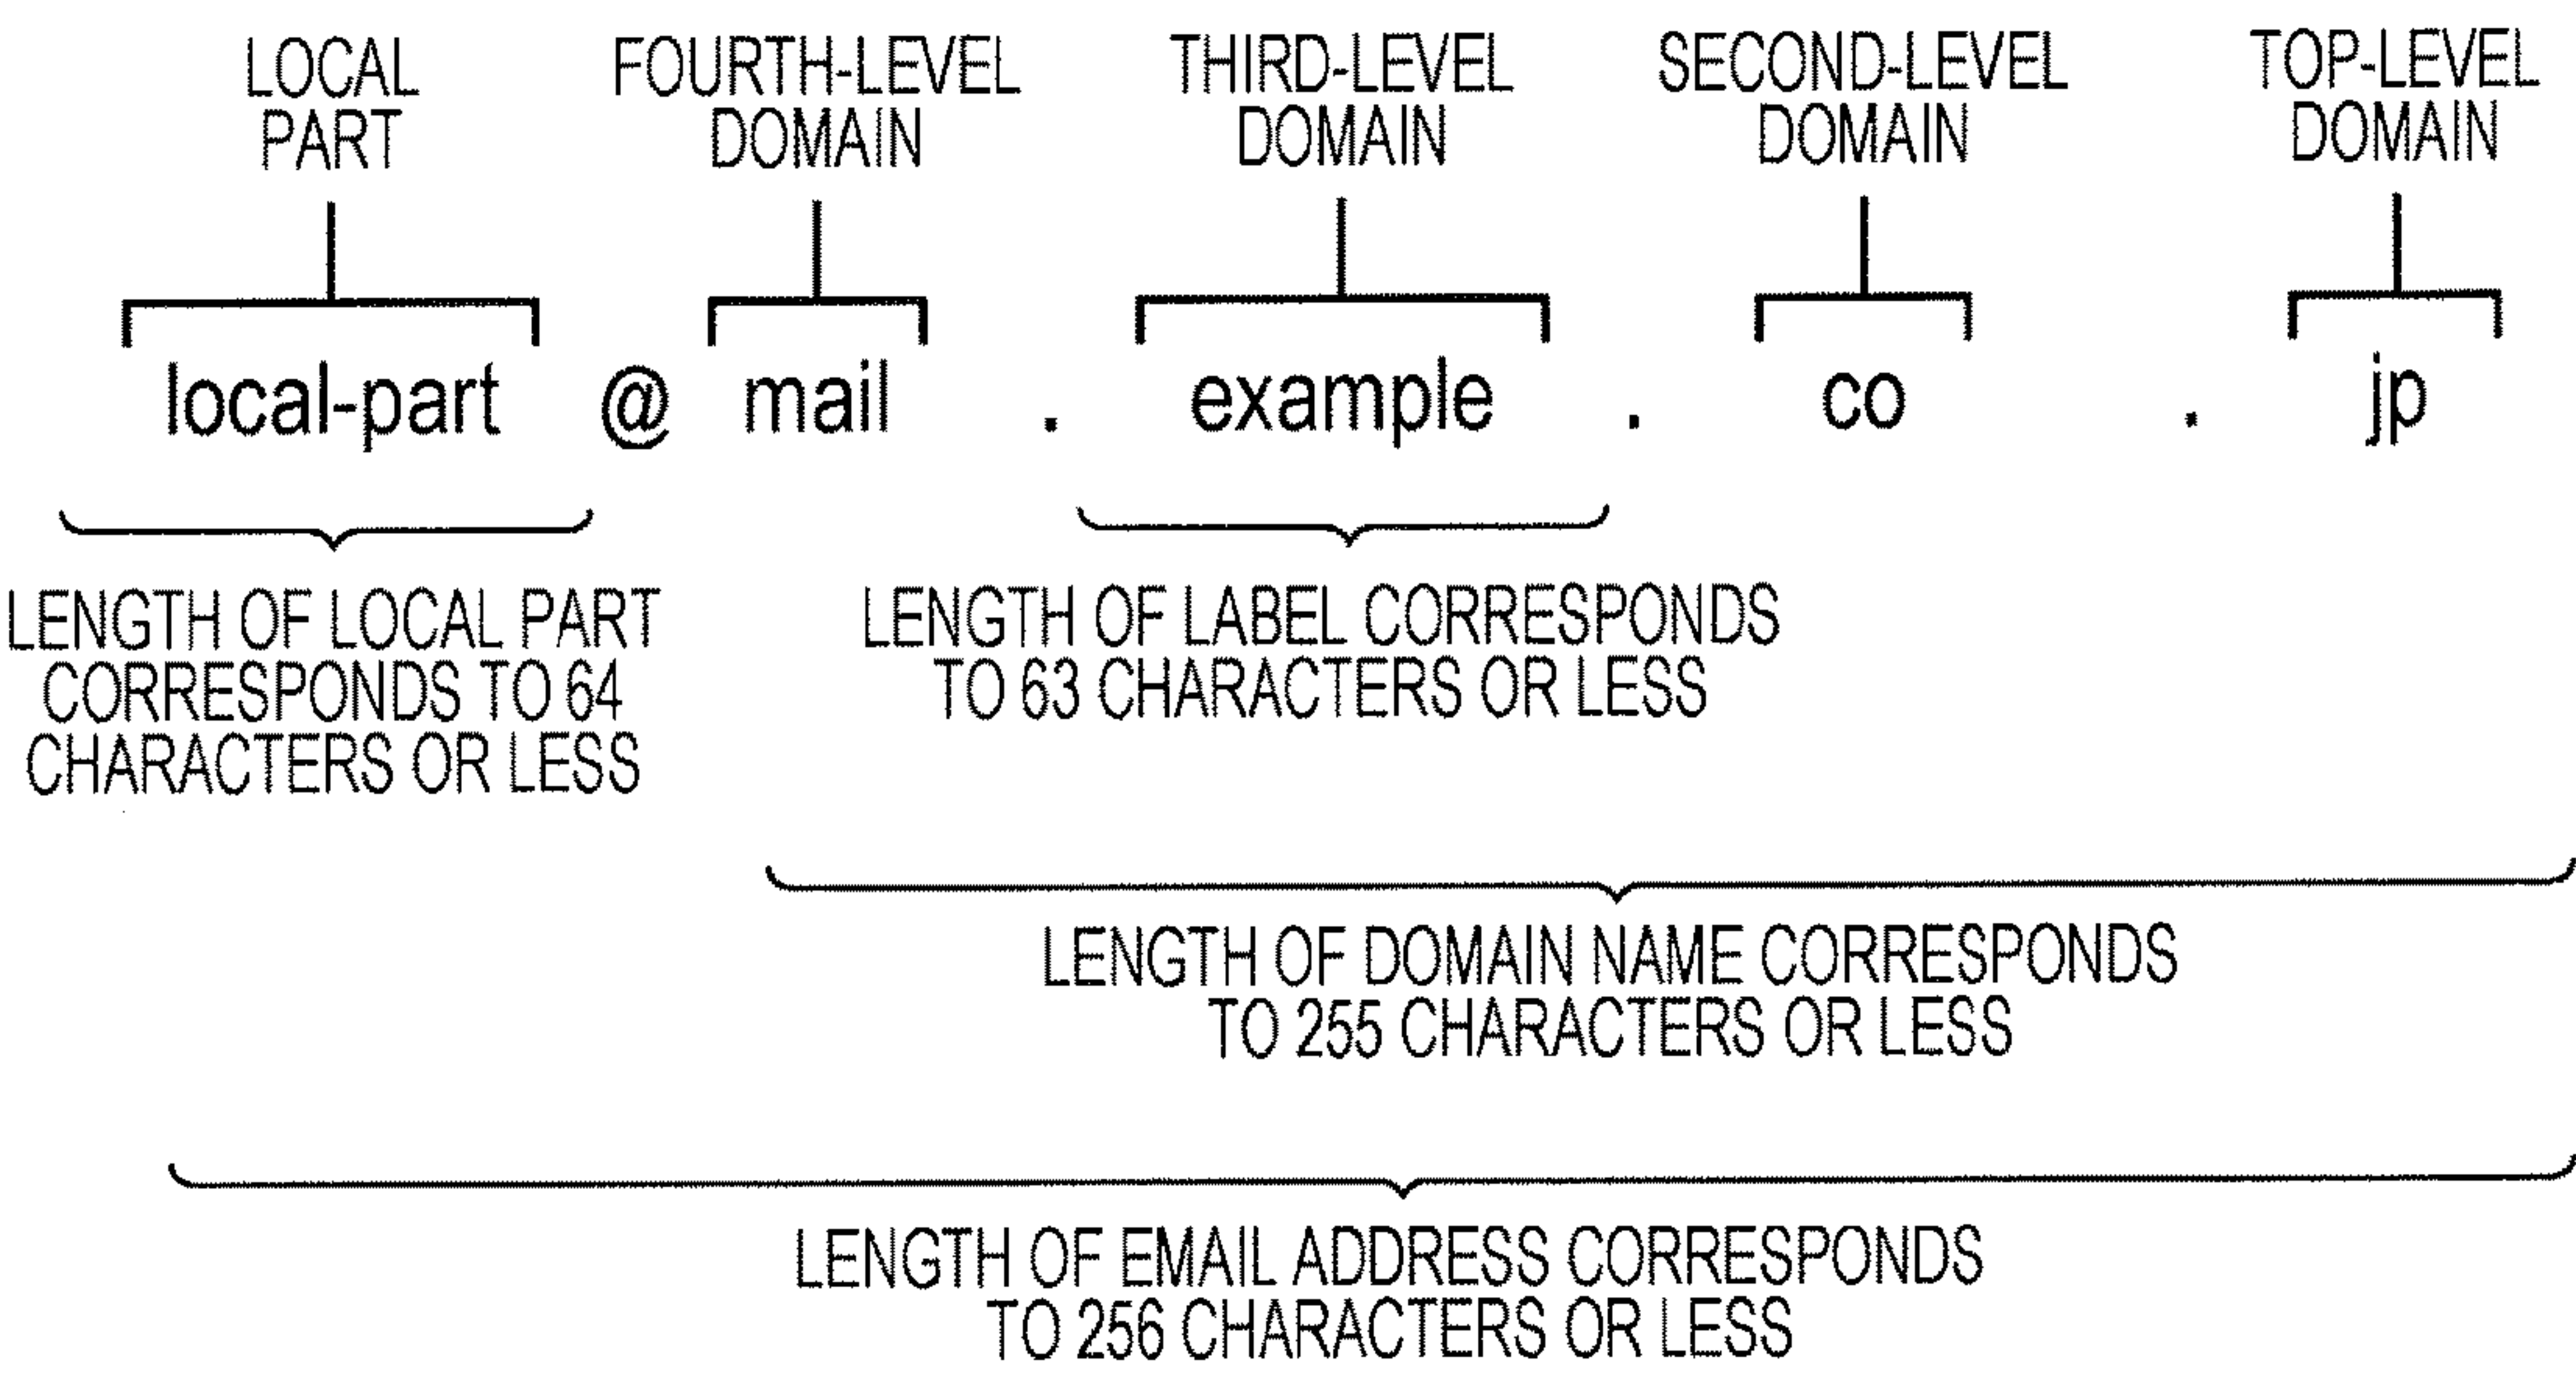 LOCAL
PART
FOURTH-LEVEL
DOMAIN
THIRD-LEVEL
DOMAIN
SECOND-LEVEL
DOMAIN
TOP-LEVEL
DOMAIN
local-part @ mail . example . co . jp
LENGTH OF LOCAL PART
CORRESPONDS TO 64
CHARACTERS OR LESS
LENGTH OF LABEL CORRESPONDS
TO 63 CHARACTERS OR LESS
LENGTH OF DOMAIN NAME CORRESPONDS
TO 255 CHARACTERS OR LESS
LENGTH OF EMAIL ADDRESS CORRESPONDS
TO 256 CHARACTERS OR LESS